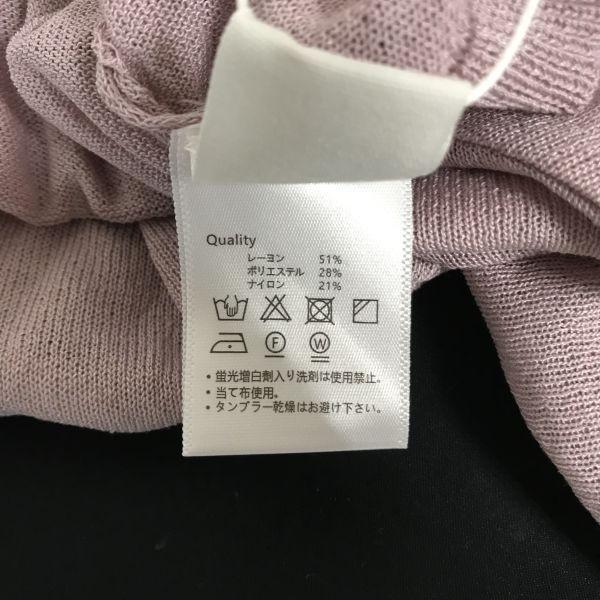 Quality
レーヨン 51%
ポリエステル 28%
ナイロン 21%
F W
・蛍光増白剤入り洗剤は使用禁止。
・当て布使用。
・タンブラー乾燥はお避け下さい。